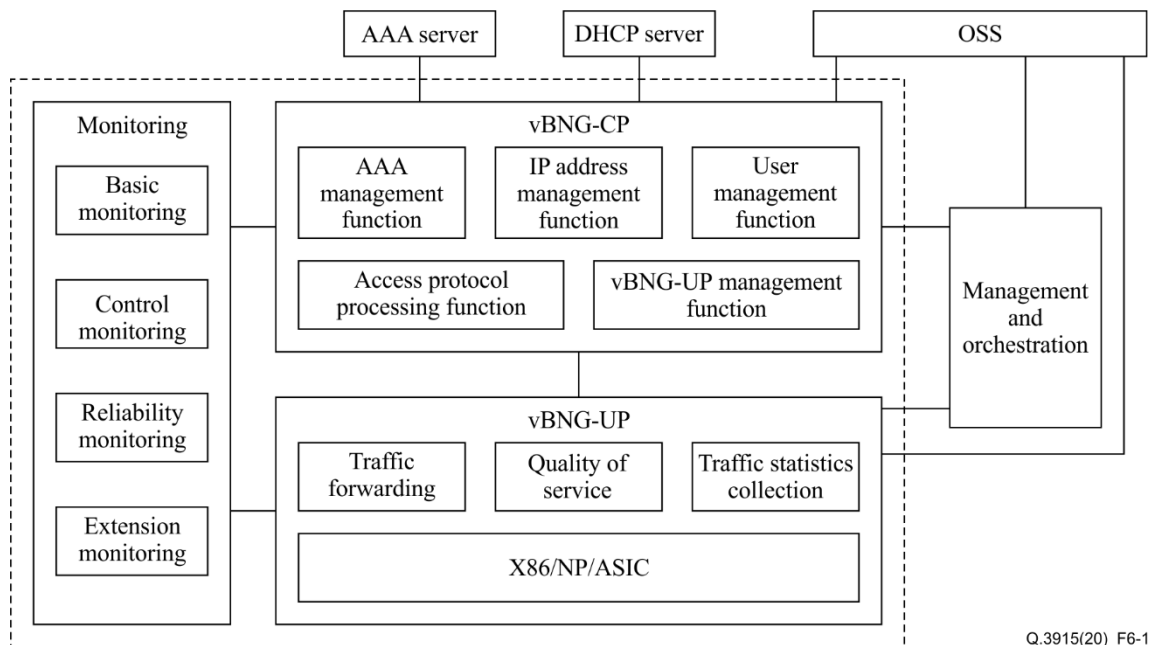 AAA server
DHCP server
OSS
Monitoring
Basic
monitoring
Control
monitoring
Reliability
monitoring
Extension
monitoring
vBNG-CP
AAA
management
function
IP address
management
function
User
management
function
Access protocol
processing function
vBNG-UP management
function
Management
and
orchestration
vBNG-UP
Traffic
forwarding
Quality of
service
Traffic statistics
collection
X86/NP/ASIC
Q.3915(20)_F6-1